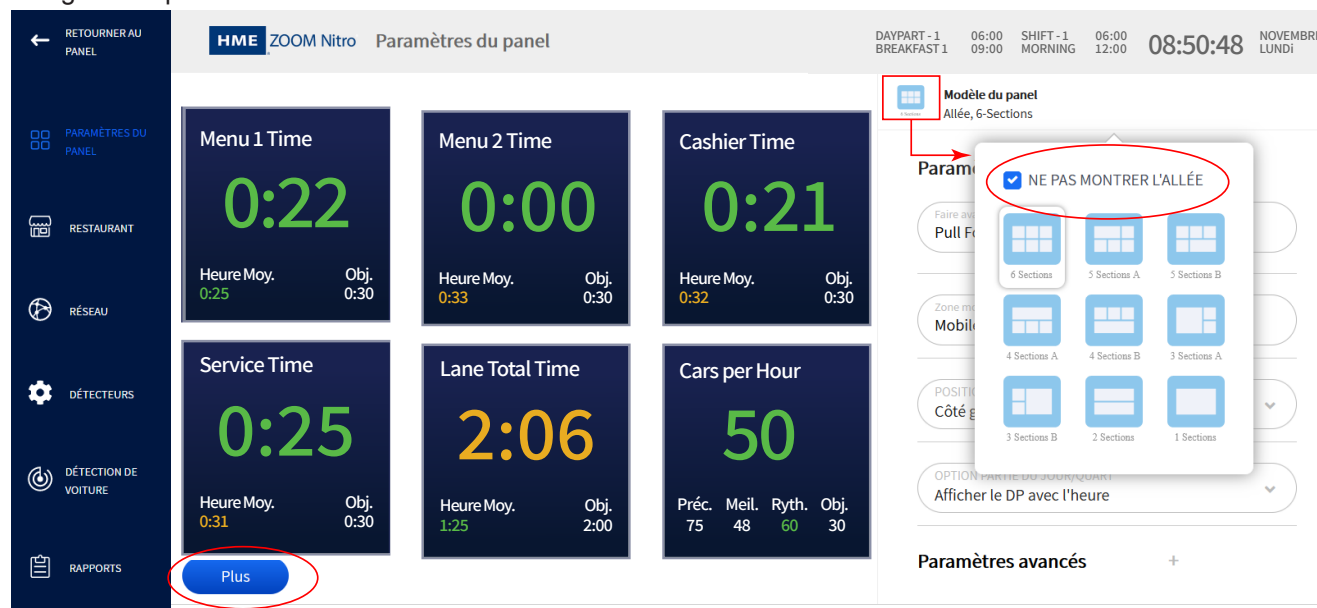 RETOURNER AU
PANEL
HME ZOOM Nitro Paramètres du panel
DAYPART - 1 06:00 SHIFT - 1 06:00
BREAKFAST 1 09:00 MORNING 12:00
08:50:48
NOVEMBRE
LUNDi
PARAMÈTRES DU
PANEL
RESTAURANT
RÉSEAU
DÉTECTEURS
DÉTECTION DE
VOITURE
RAPPORTS
Menu 1 Time
0:22
Heure Moy. Obj.
0:25 0:30
Menu 2 Time
0:00
Heure Moy. Obj.
0:33 0:30
Cashier Time
0:21
Heure Moy. Obj.
0:32 0:30
Service Time
0:25
Heure Moy. Obj.
0:31 0:30
Lane Total Time
2:06
Heure Moy. Obj.
1:25 2:00
Cars per Hour
50
Préc. Meil. Ryth. Obj.
75 48 60 30
Plus
6 Sections
Modèle du panel
Allée, 6-Sections
NE PAS MONTRER L'ALLÉE
6 Sections 5 Sections A 5 Sections B
4 Sections A 4 Sections B 3 Sections A
3 Sections B 2 Sections 1 Sections
Faire
Pull
Zone
Côté
OPTION PARTIE DU JOUR/QUART
Afficher le DP avec l'heure
Paramètres avancés +